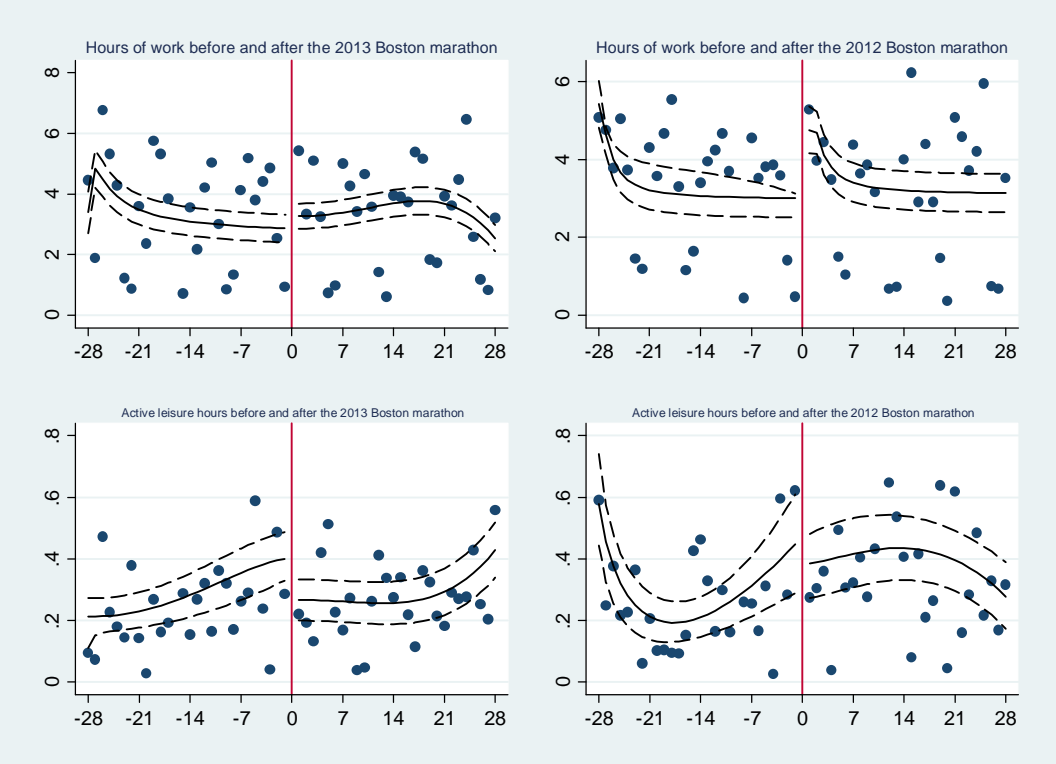 Hours of work before and after the 2013 Boston marathon
8
6
4
2
0
-28 -21 -14 -7 0 7 14 21 28
Hours of work before and after the 2012 Boston marathon
6
4
2
0
-28 -21 -14 -7 0 7 14 21 28
Active leisure hours before and after the 2013 Boston marathon
.8
.6
.4
.2
0
-28 -21 -14 -7 0 7 14 21 28
Active leisure hours before and after the 2012 Boston marathon
.8
.6
.4
.2
0
-28 -21 -14 -7 0 7 14 21 28